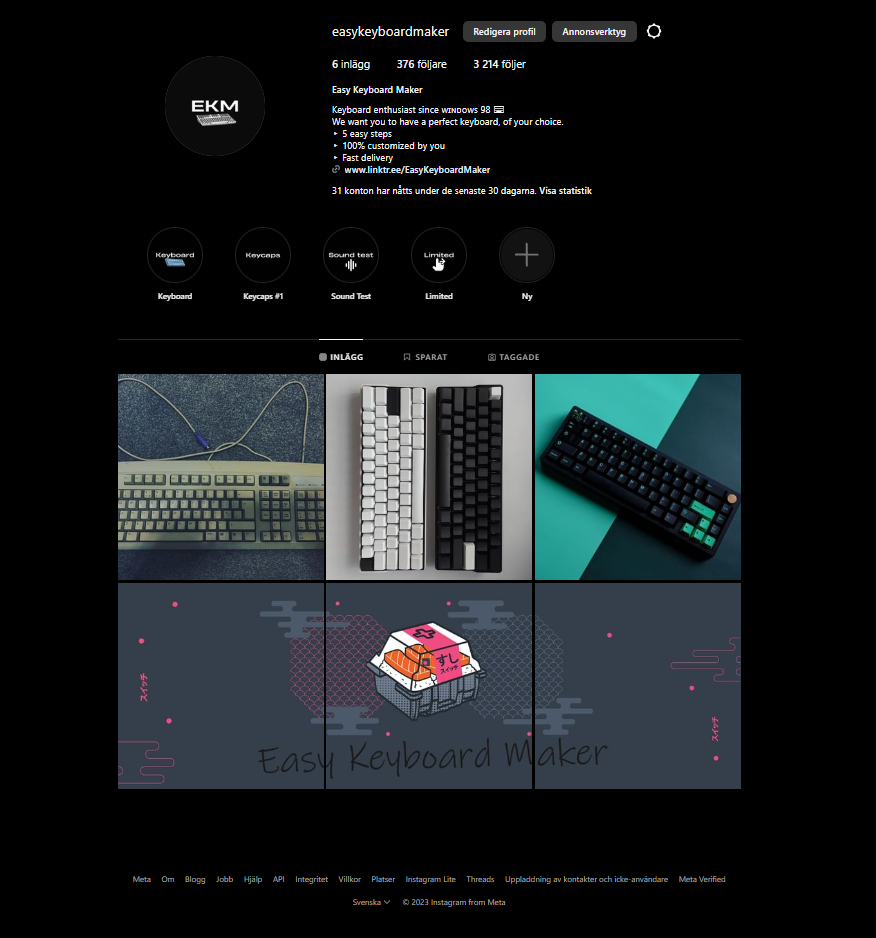 easykeyboardmaker Redigera profil Annonsverktyg
6 inlägg 376 följare 3 214 följer
EKM
Easy Keyboard Maker
Keyboard enthusiast since ᴡɪɴᴅᴏᴡs 98 ⌨
We want you to have a perfect keyboard, of your choice.
‣ 5 easy steps
‣ 100% customized by you
‣ Fast delivery
www.linktr.ee/EasyKeyboardMaker
31 konton har nåtts under de senaste 30 dagarna. Visa statistik
Keyboard Keycaps Sound test Limited
Keyboard Keycaps #1 Sound Test Limited Ny
INLÄGG SPARAT TAGGADE
すし
スイッチ
スイッチ
スイッチ
Easy Keyboard Maker
Meta Om Blogg Jobb Hjälp API Integritet Villkor Platser Instagram Lite Threads Uppladdning av kontakter och icke-användare Meta Verified
Svenska © 2023 Instagram from Meta